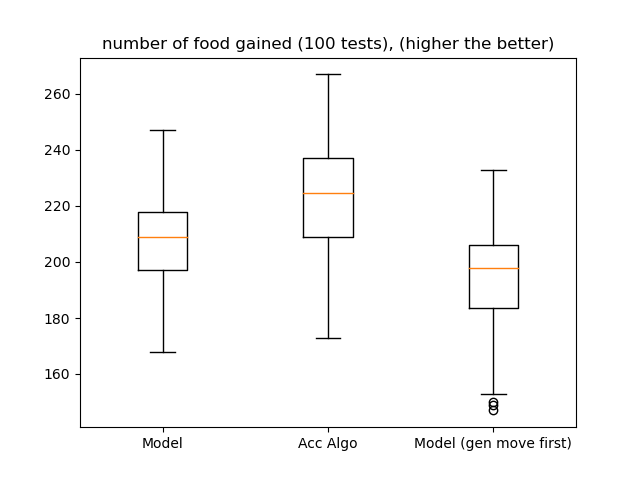 number of food gained (100 tests), (higher the better)
260
240
220
200
180
160
Model
Acc Algo
Model (gen move first)